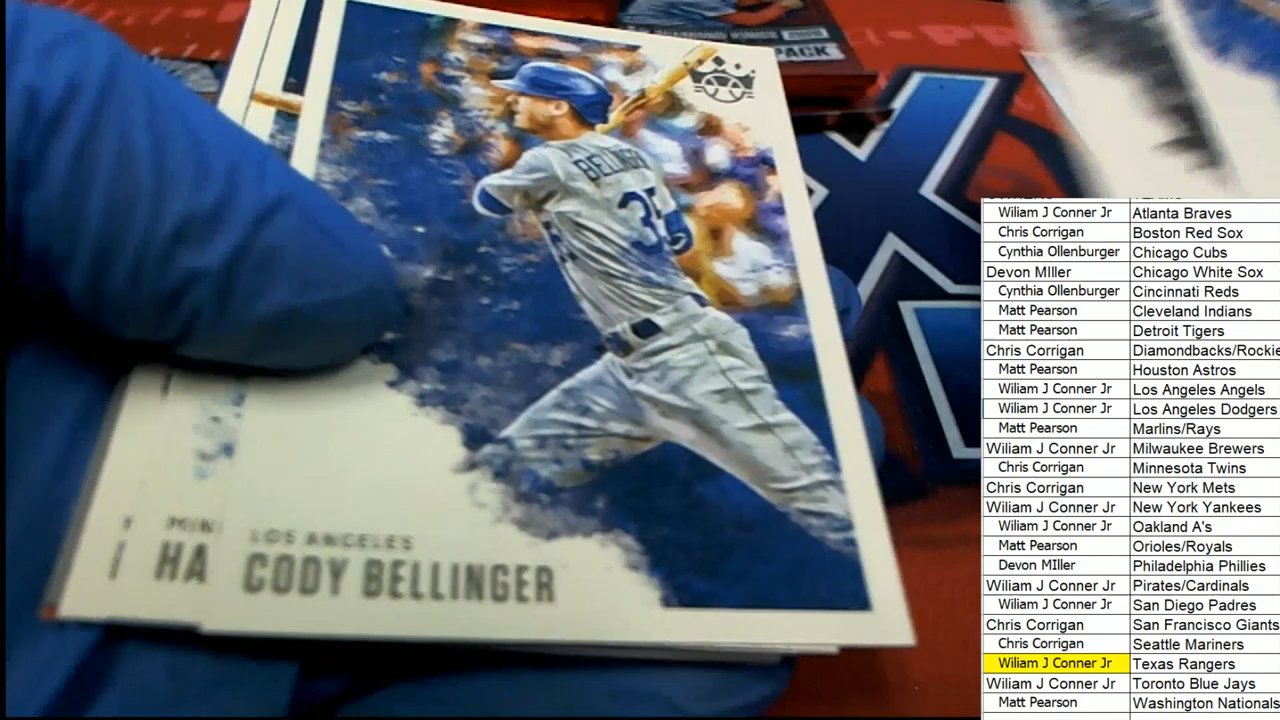 PACK
BELLINGER
35
LOS ANGELES
CODY BELLINGER
MIN
HA
Wiliam J Conner Jr Atlanta Braves
Chris Corrigan Boston Red Sox
Cynthia Ollenburger Chicago Cubs
Devon MIller Chicago White Sox
Cynthia Ollenburger Cincinnati Reds
Matt Pearson Cleveland Indians
Matt Pearson Detroit Tigers
Chris Corrigan Diamondbacks/Rockie
Matt Pearson Houston Astros
Wiliam J Conner Jr Los Angeles Angels
Wiliam J Conner Jr Los Angeles Dodgers
Matt Pearson Marlins/Rays
Wiliam J Conner Jr Milwaukee Brewers
Chris Corrigan Minnesota Twins
Chris Corrigan New York Mets
Wiliam J Conner Jr New York Yankees
Wiliam J Conner Jr Oakland A's
Matt Pearson Orioles/Royals
Devon MIller Philadelphia Phillies
Wiliam J Conner Jr Pirates/Cardinals
Wiliam J Conner Jr San Diego Padres
Chris Corrigan San Francisco Giants
Chris Corrigan Seattle Mariners
Wiliam J Conner Jr Texas Rangers
Wiliam J Conner Jr Toronto Blue Jays
Matt Pearson Washington Nationals